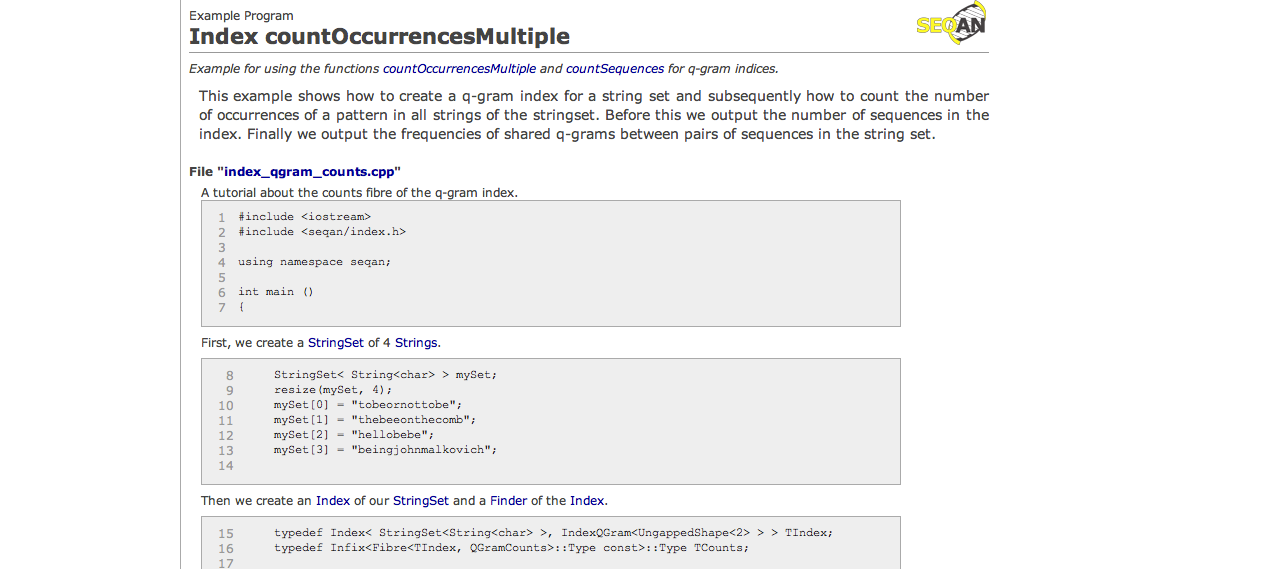 Example Program
SEQAN
Index countOccurrencesMultiple
Example for using the functions countOccurrencesMultiple and countSequences for q-gram indices.
This example shows how to create a q-gram index for a string set and subsequently how to count the number
of occurrences of a pattern in all strings of the stringset. Before this we output the number of sequences in the
index. Finally we output the frequencies of shared q-grams between pairs of sequences in the string set.
File "index_qgram_counts.cpp"
A tutorial about the counts fibre of the q-gram index.
1 #include <iostream>
2 #include <seqan/index.h>
3
4 using namespace seqan;
5
6 int main ()
7 {
First, we create a StringSet of 4 Strings.
8 StringSet< String<char> > mySet;
9 resize(mySet, 4);
10 mySet[0] = "tobeornottobe";
11 mySet[1] = "thebeeonthecomb";
12 mySet[2] = "hellobebe";
13 mySet[3] = "beingjohnmalkovich";
14
Then we create an Index of our StringSet and a Finder of the Index.
15 typedef Index< StringSet<String<char> >, IndexQGram<UngappedShape<2> > > TIndex;
16 typedef Infix<Fibre<TIndex, QGramCounts>::Type const>::Type TCounts;
17